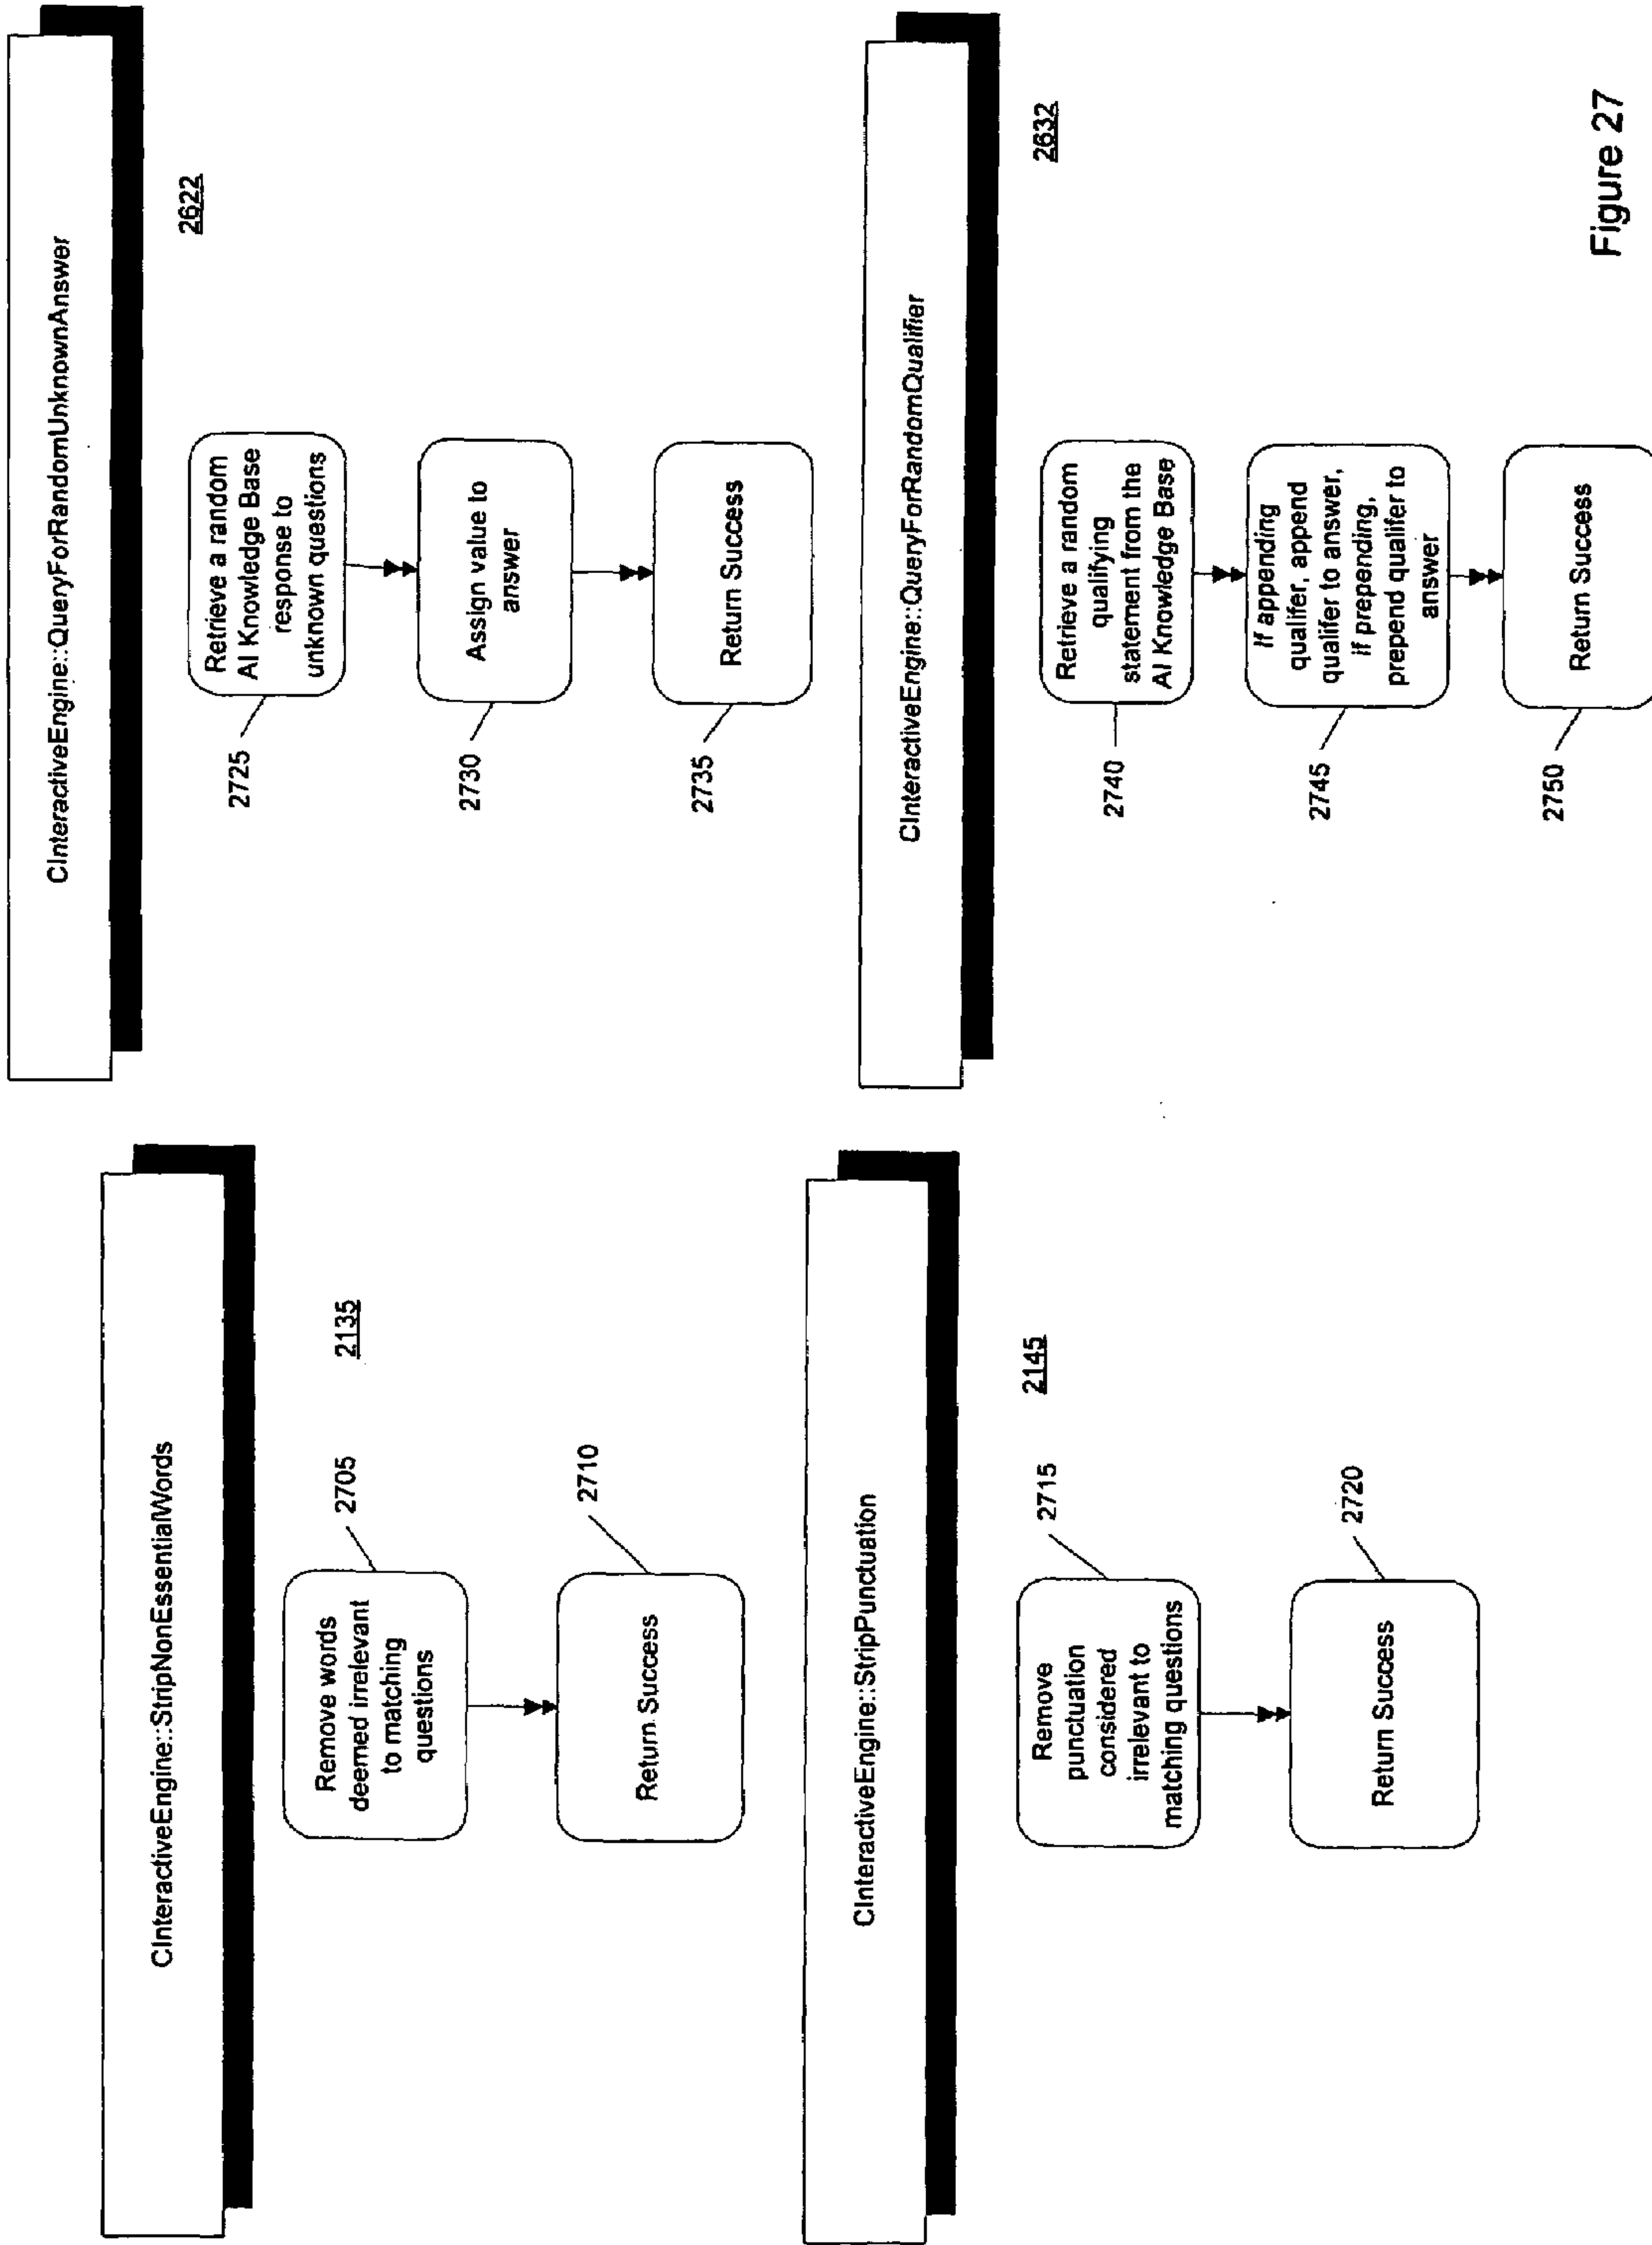 CInteractiveEngine::StripNonEssentialWords
2135
Remove words
deemed irrelevant
to matching
questions
2705
Return Success
2710
CInteractiveEngine::StripPunctuation
2145
Remove
punctuation
considered
irrelevant to
matching questions
2715
Return Success
2720
CInteractiveEngine::QueryForRandomUnknownAnswer
2622
Retrieve a random
AI Knowledge Base
response to
unknown questions
2725
Assign value to
answer
2730
Return Success
2735
CInteractiveEngine::QueryForRandomQualifier
2632
Retrieve a random
qualifying
statement from the
AI Knowledge Base
2740
If appending
qualifer, append
qualifer to answer,
if prepending,
prepend qualifer to
answer
2745
Return Success
2750
Figure 27